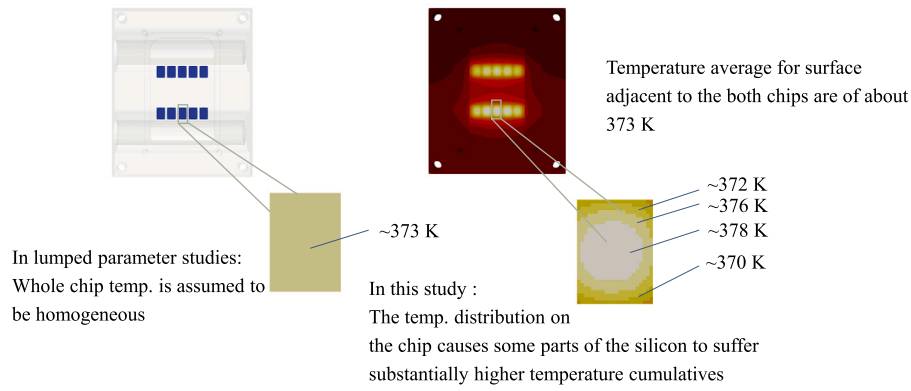 Temperature average for surface
adjacent to the both chips are of about
373 K
~372 K
~376 K
~378 K
~370 K
~373 K
In lumped parameter studies:
Whole chip temp. is assumed to
be homogeneous
In this study :
The temp. distribution on
the chip causes some parts of the silicon to suffer
substantially higher temperature cumulatives